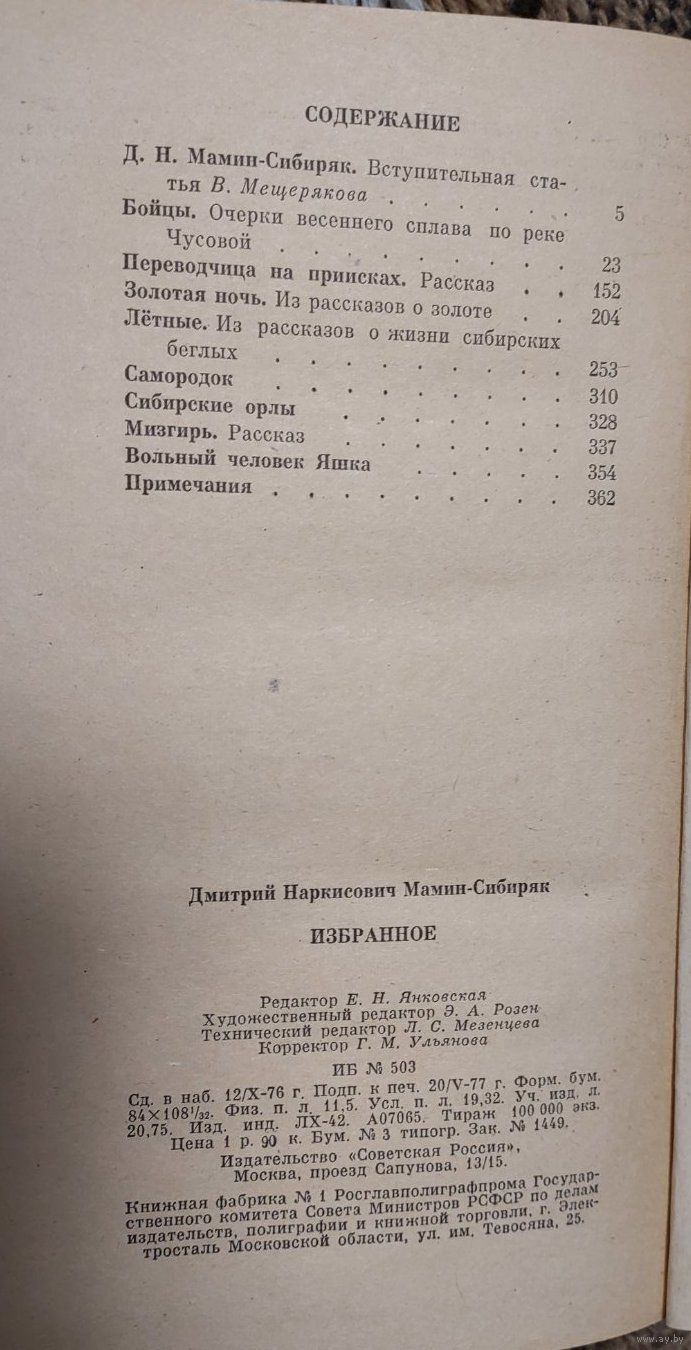 СОДЕРЖАНИЕ
Д. Н. Мамин-Сибиряк. Вступительная ста-
тья В. Мещерякова . . . . . . 5
Бойцы. Очерки весеннего сплава по реке
Чусовой . . . . . . . . 23
Переводчица на приисках. Рассказ . . 152
Золотая ночь. Из рассказов о золоте . . 204
Лётные. Из рассказов о жизни сибирских
беглых . . . . . . . . 253
Самородок . . . . . . . . 310
Сибирские орлы . . . . . . 328
Мизгирь. Рассказ . . . . . . 337
Вольный человек Яшка . . . . 354
Примечания . . . . . . . . 362
Дмитрий Наркисович Мамин-Сибиряк
ИЗБРАННОЕ
Редактор Е. Н. Янковская
Художественный редактор Э. А. Розен
Технический редактор Л. С. Мезенцева
Корректор Г. М. Ульянова
ИБ № 503
Сд. в наб. 12/X-76 г. Подп. к печ. 20/V-77 г. Форм. бум.
84×108¹/₃₂. Физ. п. л. 11,5. Усл. п. л. 19,32. Уч. изд. л.
20,75. Изд. инд. ЛХ-42. А07065. Тираж 100 000 экз.
Цена 1 р. 90 к. Бум. № 3 типогр. Зак. № 1449.
Издательство «Советская Россия»,
Москва, проезд Сапунова, 13/15.
Книжная фабрика № 1 Росглавполиграфпрома Государ-
ственного комитета Совета Министров РСФСР по делам
издательств, полиграфии и книжной торговли, г. Элек-
тросталь Московской области, ул. им. Тевосяна, 25.
www.ay.by